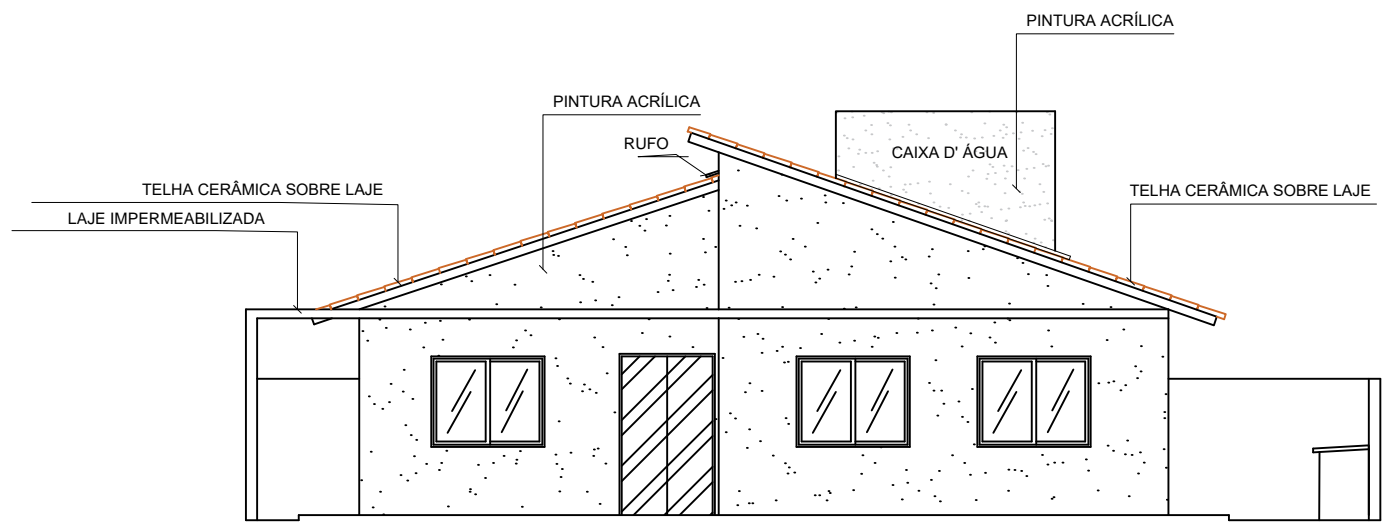 PINTURA ACRÍLICA
PINTURA ACRÍLICA
RUFO
CAIXA D' ÁGUA
TELHA CERÂMICA SOBRE LAJE
TELHA CERÂMICA SOBRE LAJE
LAJE IMPERMEABILIZADA